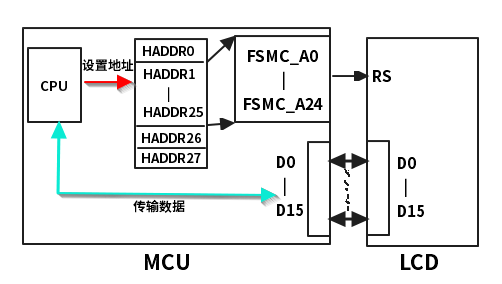 设置地址
CPU
HADDR0
HADDR1
|
HADDR25
HADDR26
HADDR27
FSMC_A0
|
FSMC_A24
RS
D0
|
D15
D0
|
D15
传输数据
MCU
LCD